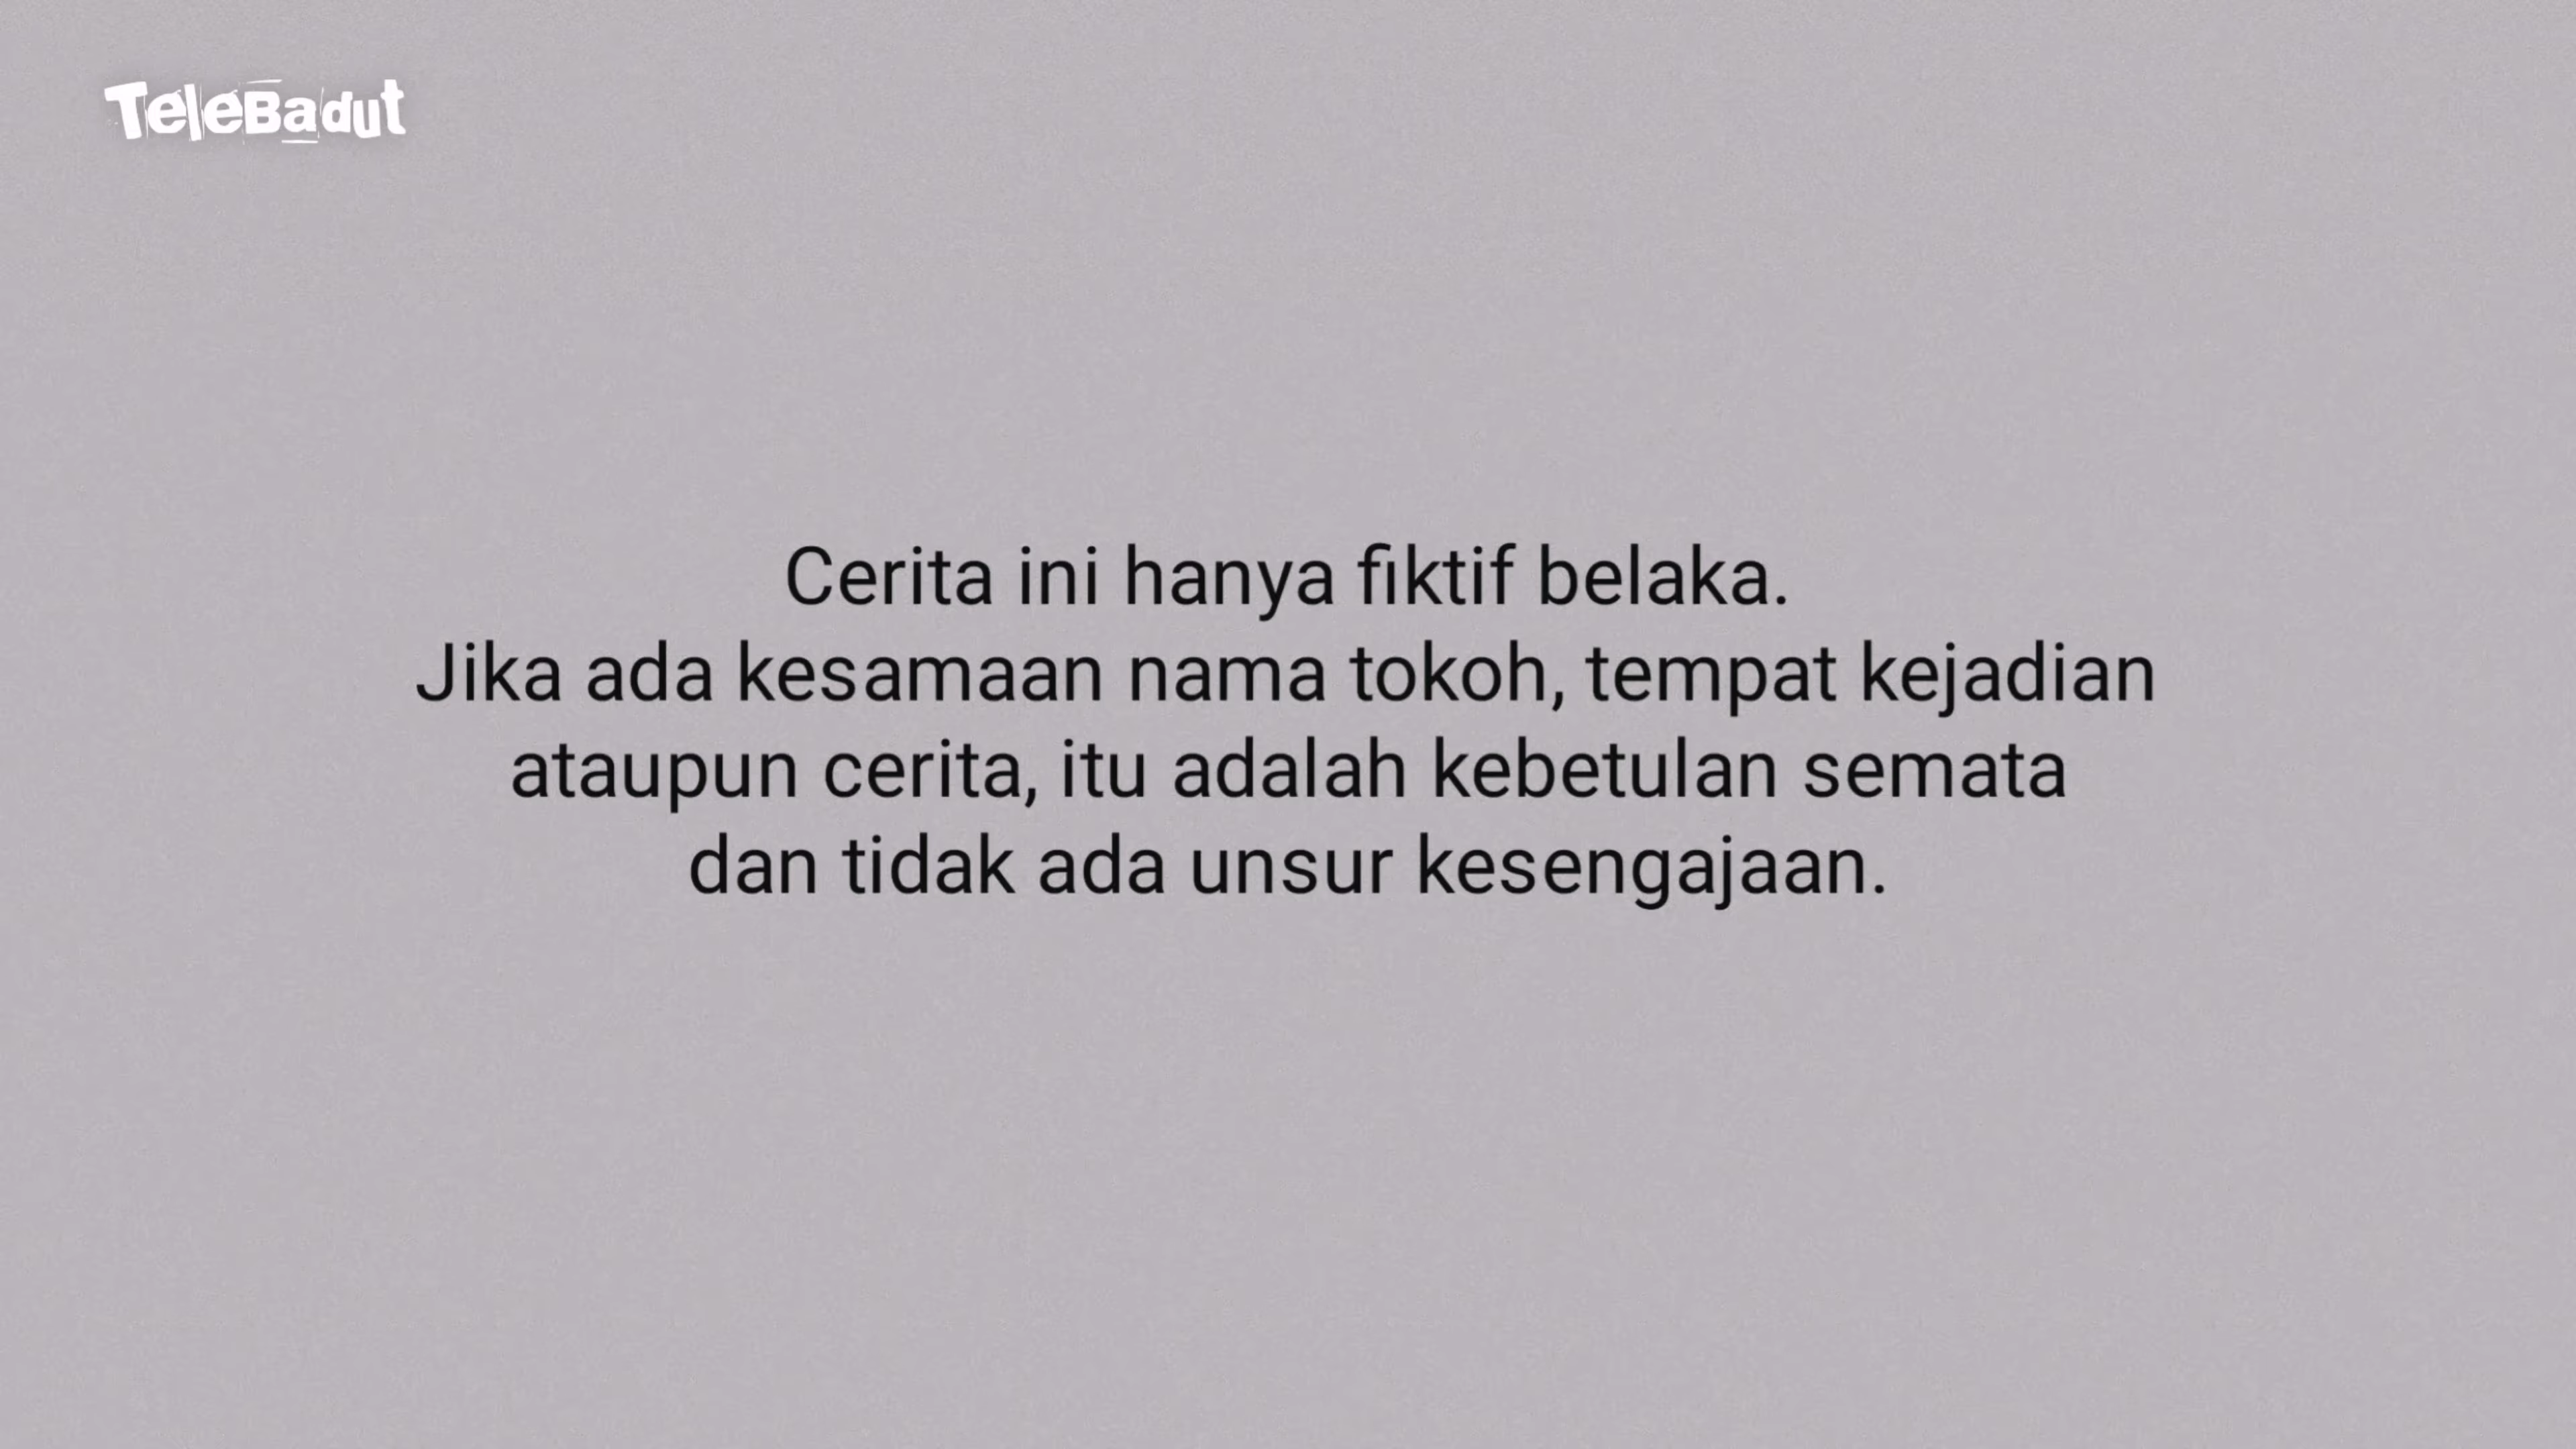 TeleBadut
Cerita ini hanya fiktif belaka.
Jika ada kesamaan nama tokoh, tempat kejadian
ataupun cerita, itu adalah kebetulan semata
dan tidak ada unsur kesengajaan.